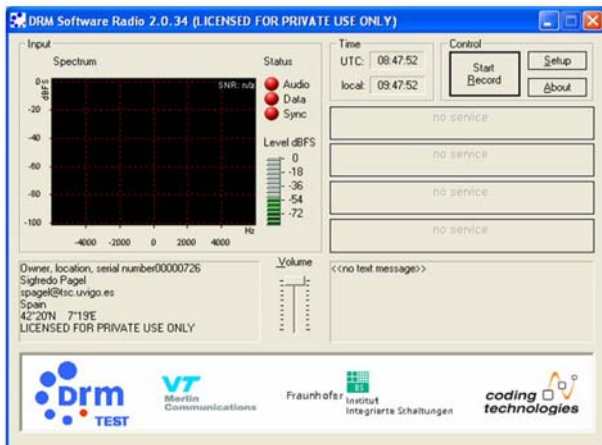 DRM Software Radio 2.0.34 (LICENSED FOR PRIVATE USE ONLY)
Input
Spectrum
Status
SNR: n/a
dBFS
0
-20
-40
-60
-80
-100
-4000 -2000 0 2000 4000
Hz
Audio
Data
Sync
Level dBFS
0
-18
-36
-54
-72
Time
UTC: 08:47:52
local: 09:47:52
Control
Start
Record
Setup
About
no service
no service
no service
no service
Owner, location, serial number00000726
Sigfredo Pagel
spagel@tsc.uvigo.es
Spain
42°20'N 7°19'E
LICENSED FOR PRIVATE USE ONLY
Volume
<<no text message>>
Drm
TEST
VT
Merlin
Communications
Fraunhofer
IIS
Institut
Integrierte Schaltungen
coding
technologies